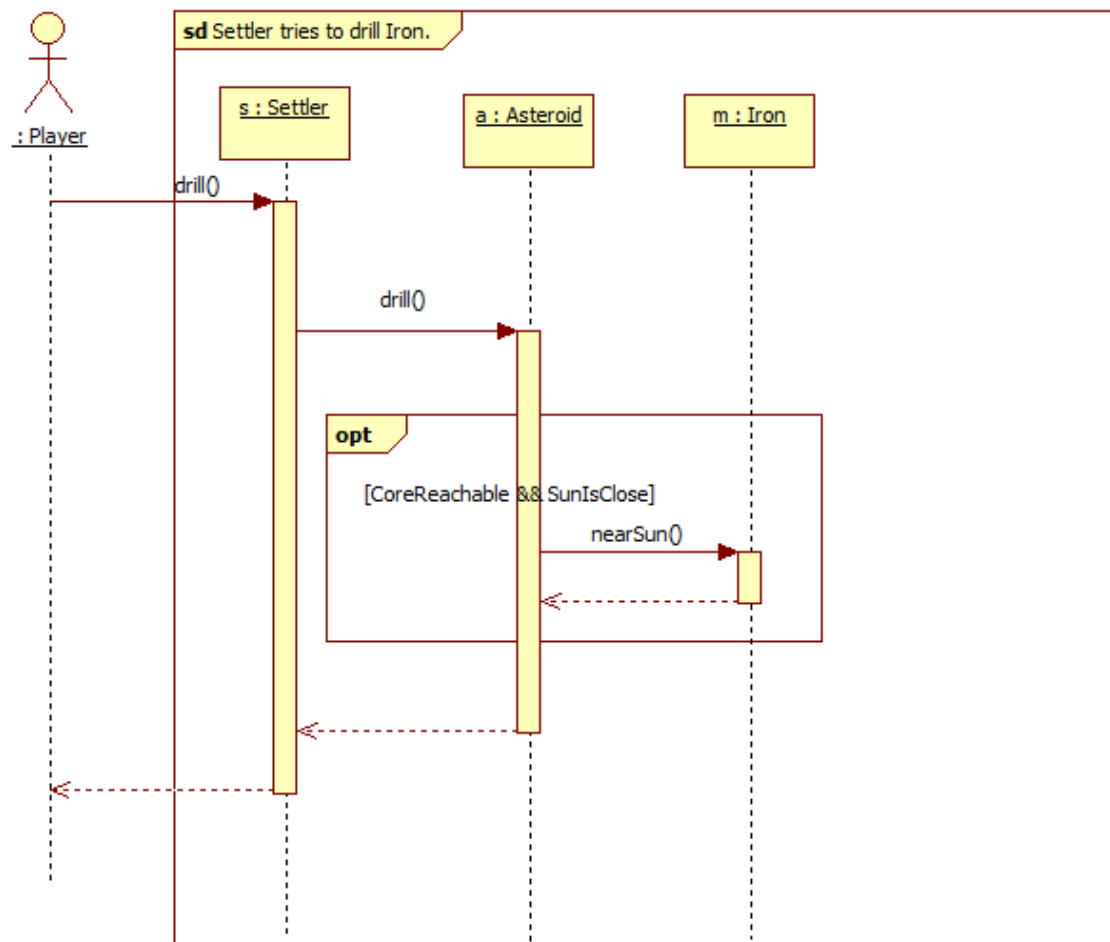 sd Settler tries to drill Iron.
: Player
s : Settler
a : Asteroid
m : Iron
drill()
drill()
opt
[CoreReachable && SunIsClose]
nearSun()